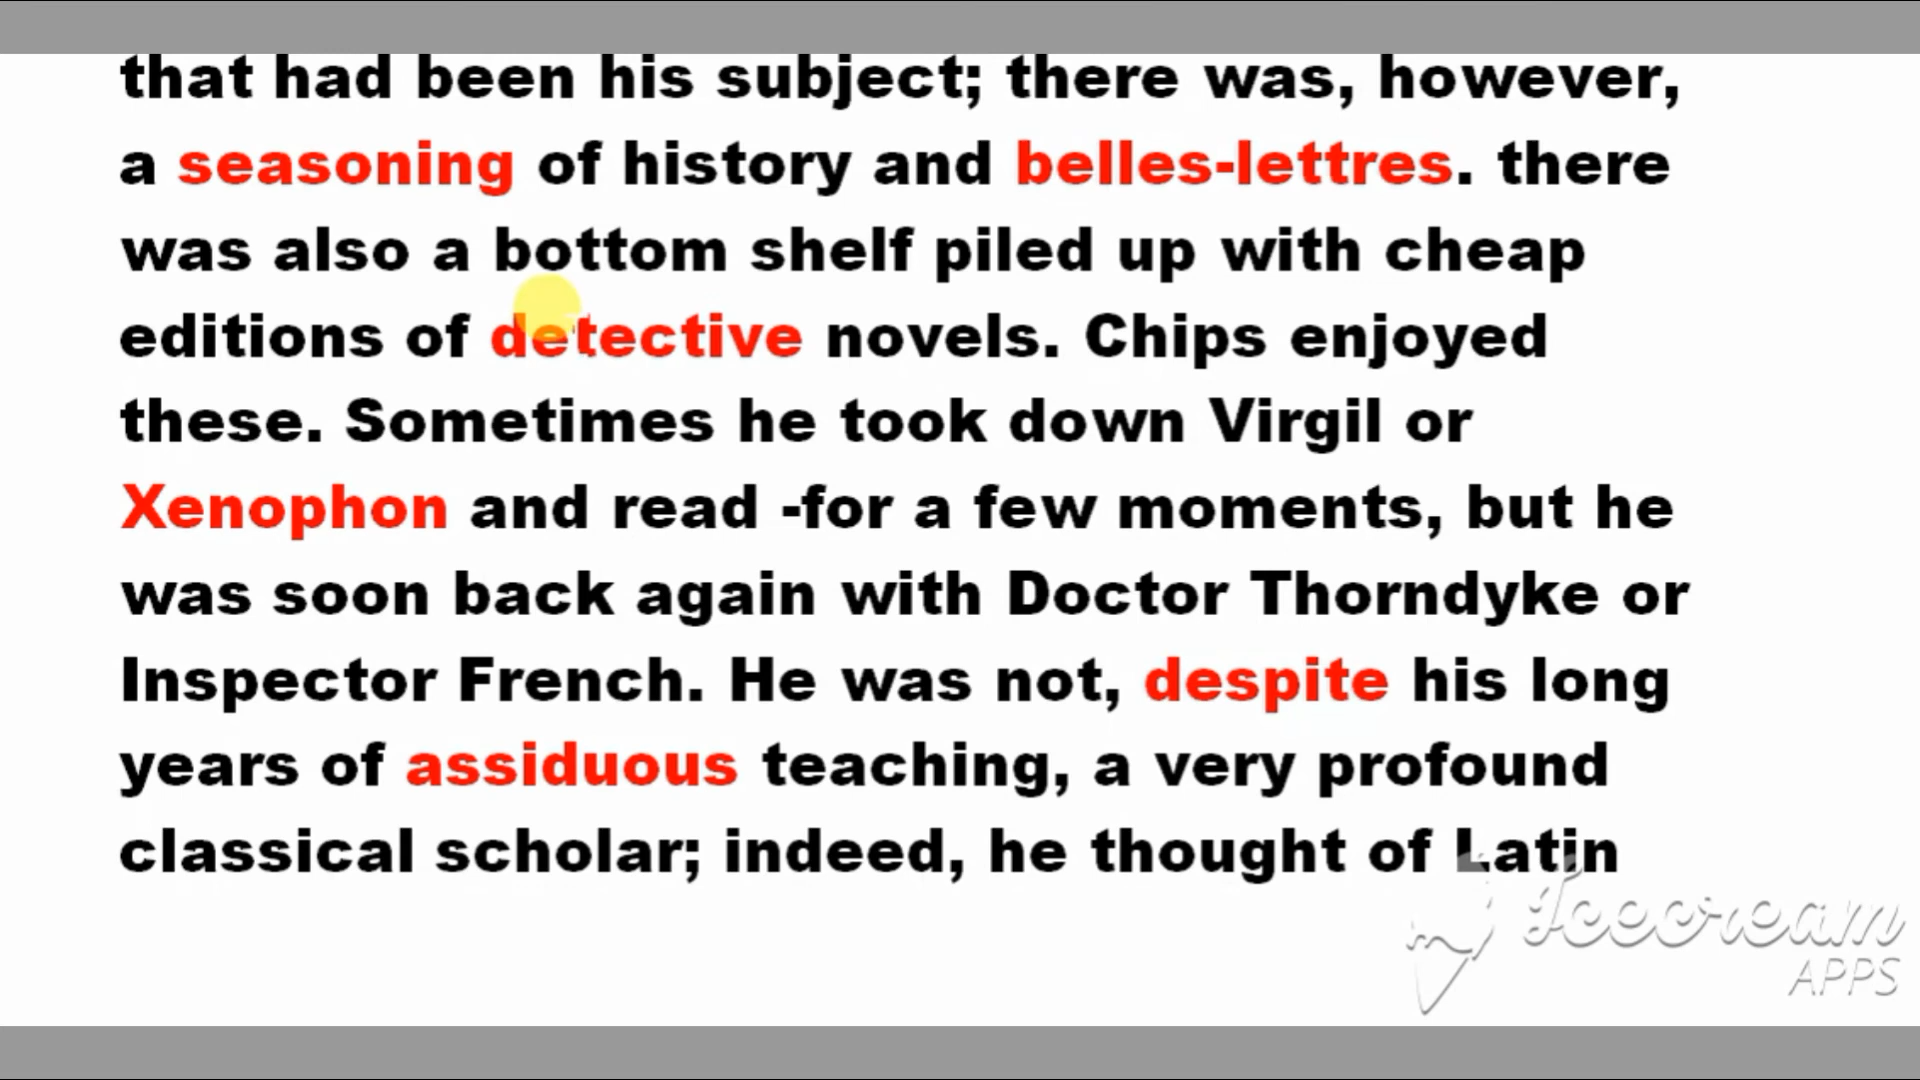 that had been his subject; there was, however,
a seasoning of history and belles-lettres. there
was also a bottom shelf piled up with cheap
editions of detective novels. Chips enjoyed
these. Sometimes he took down Virgil or
Xenophon and read -for a few moments, but he
was soon back again with Doctor Thorndyke or
Inspector French. He was not, despite his long
years of assiduous teaching, a very profound
classical scholar; indeed, he thought of Latin
Icecream
APPS